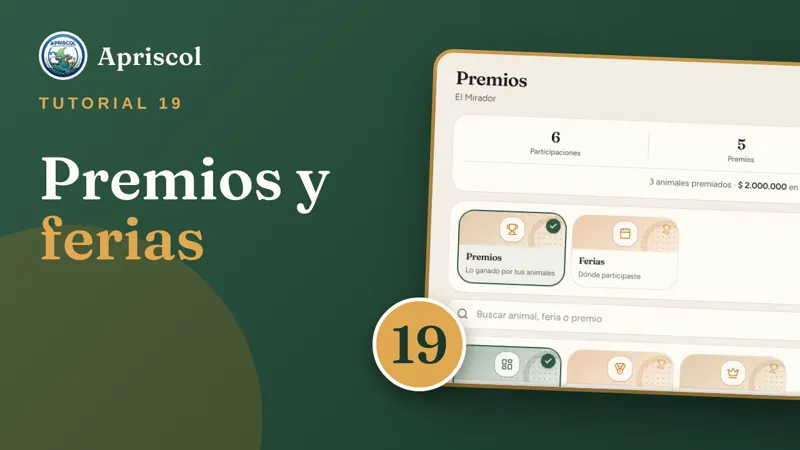 APRISCOL
Apriscol
TUTORIAL 19
Premios y
ferias
19
Premios
El Mirador
6
Participaciones
5
Premios
3 animales premiados · $ 2.000.000 en
Premios
Lo ganado por tus animales
Ferias
Dónde participaste
Buscar animal, feria o premio